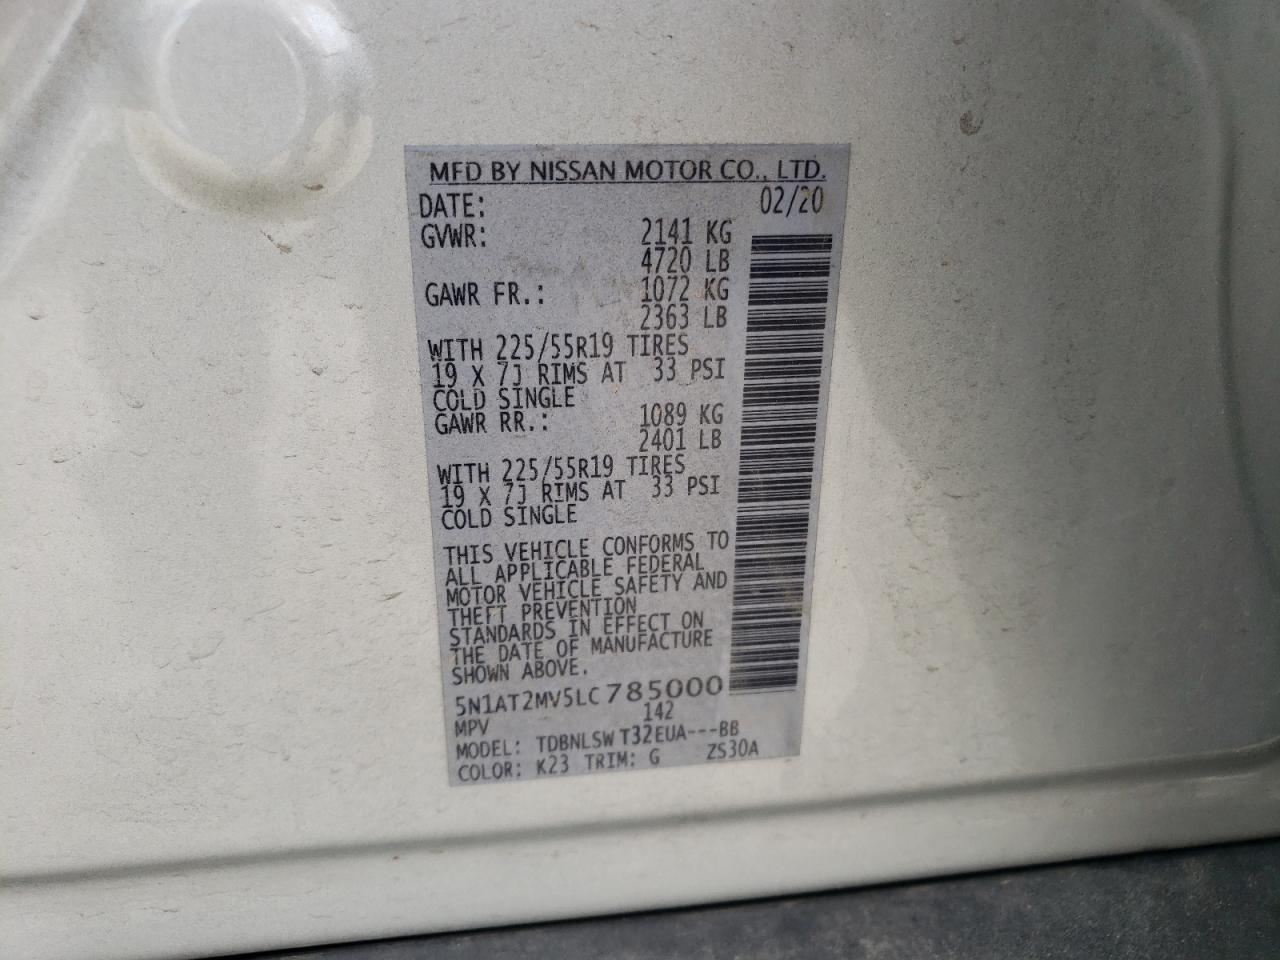 MFD BY NISSAN MOTOR CO., LTD.
DATE: 02/20
GVWR: 2141 KG
4720 LB
GAWR FR.: 1072 KG
2363 LB
WITH 225/55R19 TIRES
19 X 7J RIMS AT 33 PSI
COLD SINGLE
GAWR RR.: 1089 KG
2401 LB
WITH 225/55R19 TIRES
19 X 7J RIMS AT 33 PSI
COLD SINGLE
THIS VEHICLE CONFORMS TO
ALL APPLICABLE FEDERAL
MOTOR VEHICLE SAFETY AND
THEFT PREVENTION
STANDARDS IN EFFECT ON
THE DATE OF MANUFACTURE
SHOWN ABOVE.
5N1AT2MV5LC785000
MPV 142
MODEL: TDBNLSW T32EUA---BB
COLOR: K23 TRIM: G ZS30A